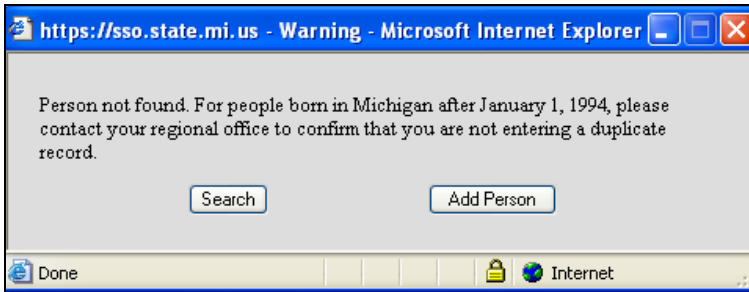 https://sso.state.mi.us - Warning - Microsoft Internet Explorer
Person not found. For people born in Michigan after January 1, 1994, please
contact your regional office to confirm that you are not entering a duplicate
record.
Search Add Person
Done Internet